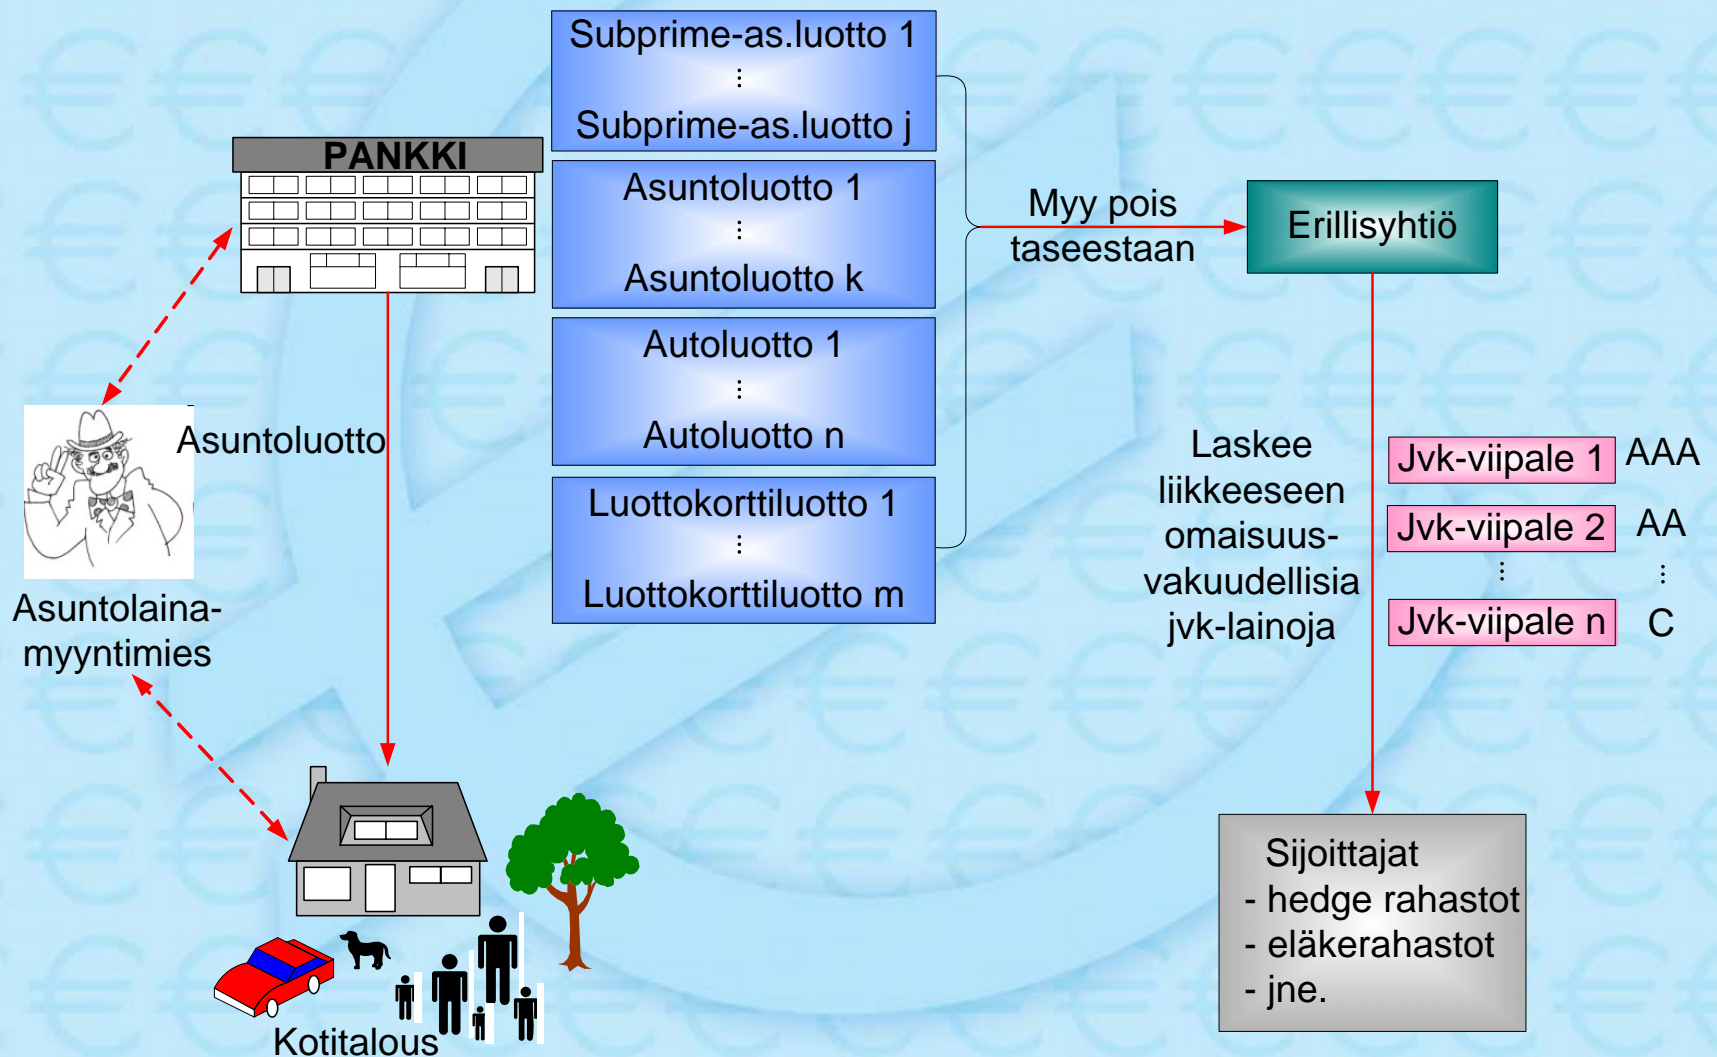 PANKKI
Asuntoluotto
Asuntolaina-
myyntimies
Kotitalous
Subprime-as.luotto 1
⋮
Subprime-as.luotto j
Asuntoluotto 1
⋮
Asuntoluotto k
Autoluotto 1
⋮
Autoluotto n
Luottokorttiluotto 1
⋮
Luottokorttiluotto m
Myy pois
taseestaan
Erillisyhtiö
Laskee
liikkeeseen
omaisuus-
vakuudellisia
jvk-lainoja
Jvk-viipale 1 AAA
Jvk-viipale 2 AA
⋮ ⋮
Jvk-viipale n C
Sijoittajat
- hedge rahastot
- eläkerahastot
- jne.